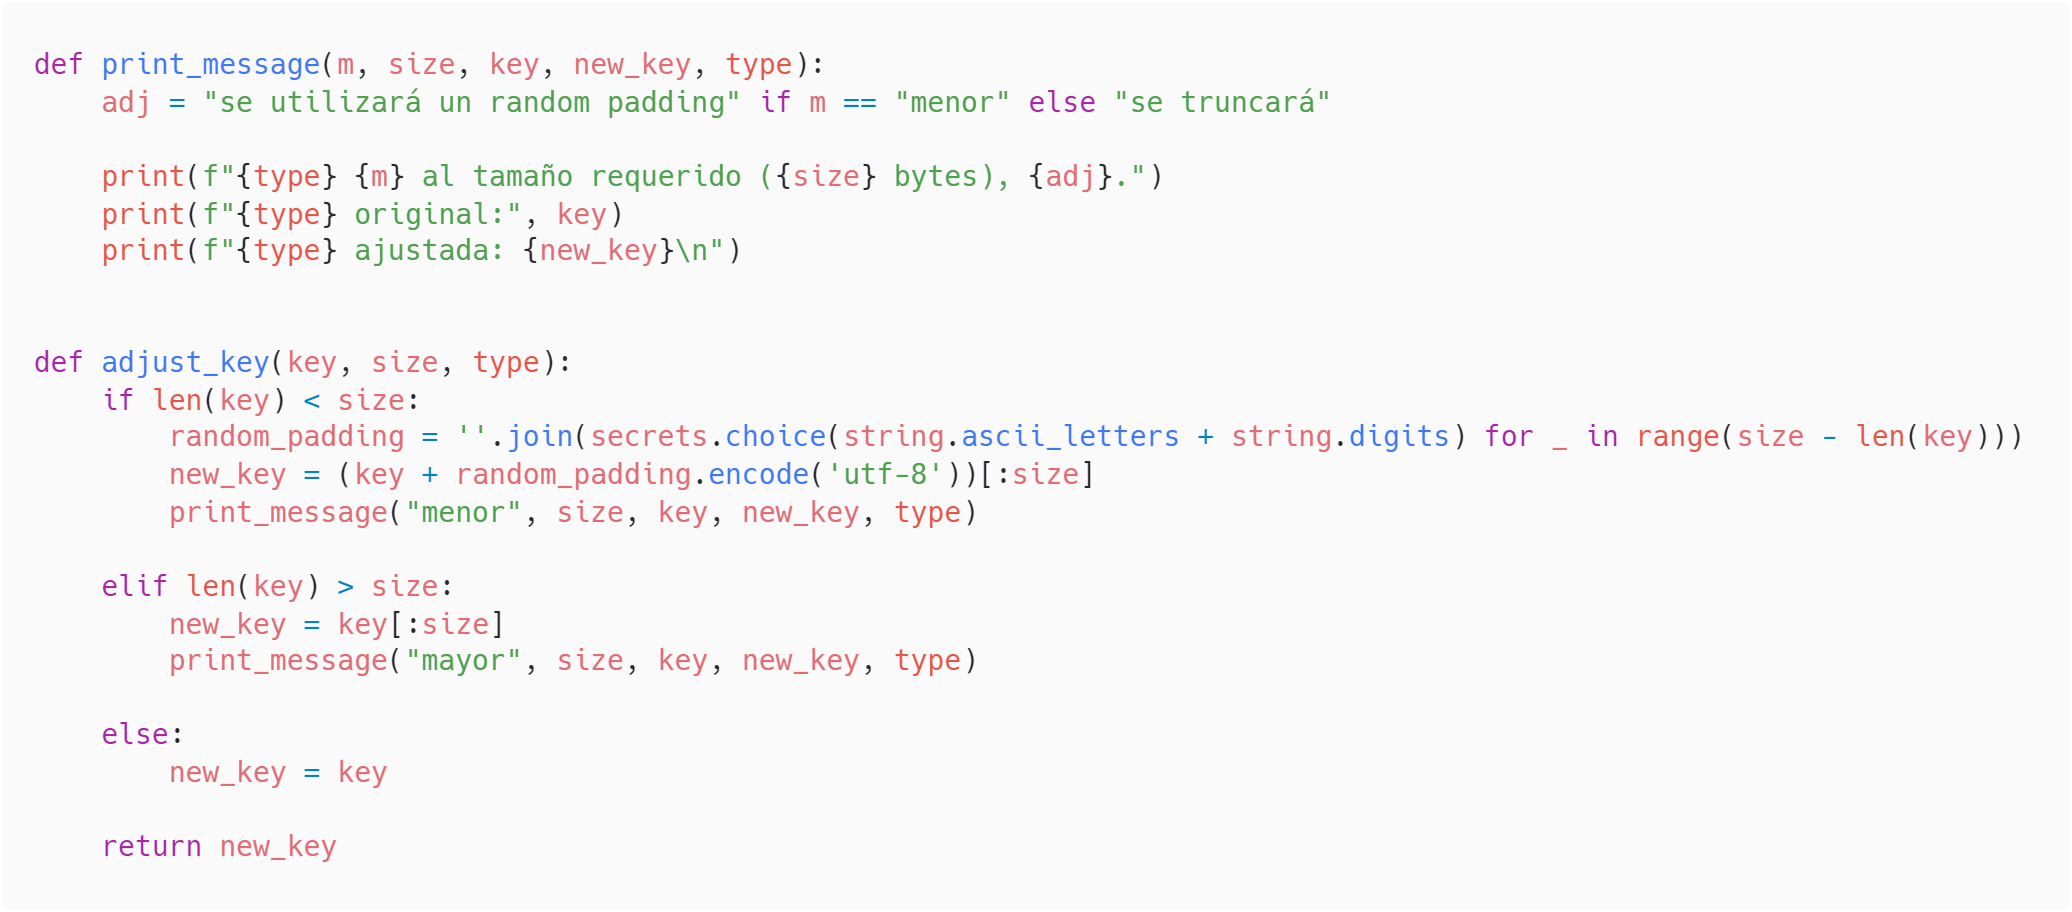 def print_message(m, size, key, new_key, type):
    adj = "se utilizará un random padding" if m == "menor" else "se truncará"

    print(f"{type} {m} al tamaño requerido ({size} bytes), {adj}.")
    print(f"{type} original:", key)
    print(f"{type} ajustada: {new_key}\n")


def adjust_key(key, size, type):
    if len(key) < size:
        random_padding = ''.join(secrets.choice(string.ascii_letters + string.digits) for _ in range(size - len(key)))
        new_key = (key + random_padding.encode('utf-8'))[:size]
        print_message("menor", size, key, new_key, type)

    elif len(key) > size:
        new_key = key[:size]
        print_message("mayor", size, key, new_key, type)

    else:
        new_key = key

    return new_key